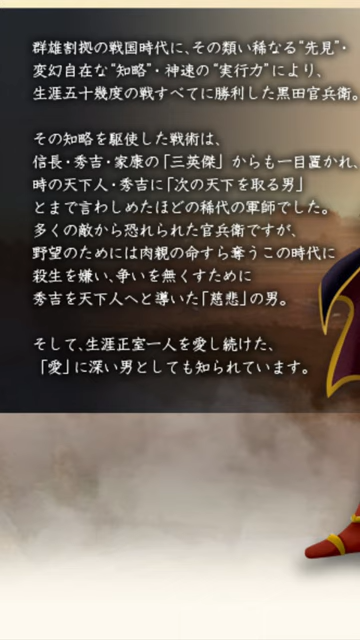 群雄割拠の戦国時代に、その類い稀なる"先見"・
変幻自在な"知略"・神速の"実行力"により、
生涯五十幾度の戦すべてに勝利した黒田官兵衛。
その知略を駆使した戦術は、
信長・秀吉・家康の「三英傑」からも一目置かれ、
時の天下人・秀吉に「次の天下を取る男」
とまで言わしめたほどの稀代の軍師でした。
多くの敵から恐れられた官兵衛ですが、
野望のためには肉親の命すら奪うこの時代に
殺生を嫌い、争いを無くすために
秀吉を天下人へと導いた「慈悲」の男。
そして、生涯正室一人を愛し続けた、
「愛」に深い男としても知られています。